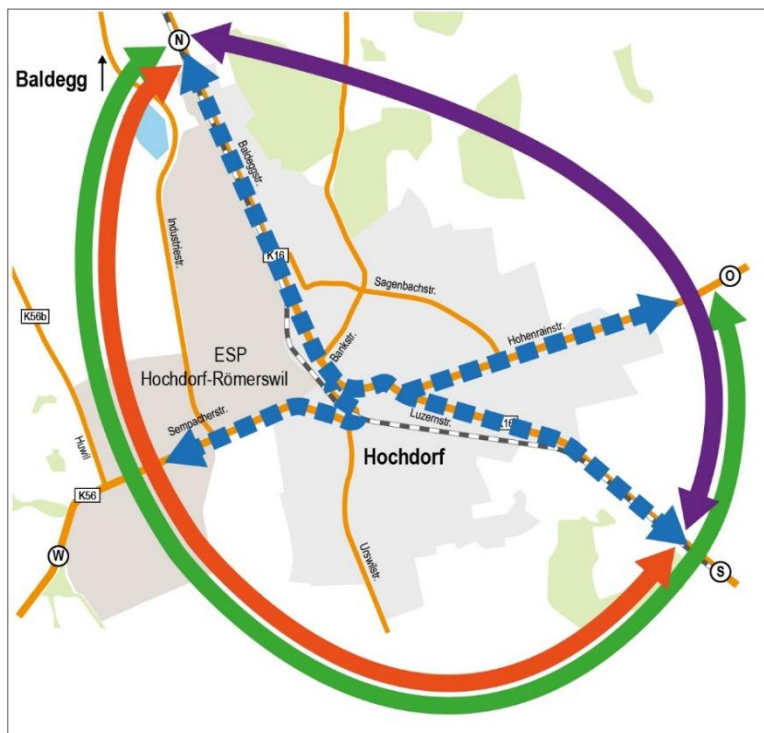 N
Baldegg
Baldeggstr.
Industriestr.
K16
O
Sagenbachstr.
K56b
Hohenrainstr.
Bankstr.
ESP
Hochdorf-Römerswil
Sempacherstr.
Luzernstr.
K16
Huwil
Hochdorf
K56
W
Urswilstr.
S